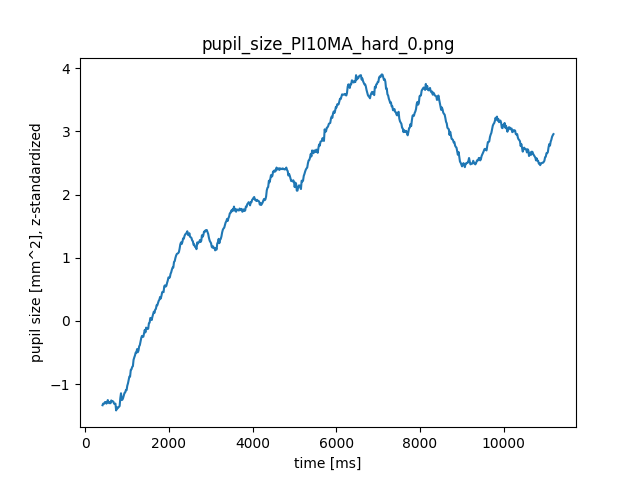 pupil_size_PI10MA_hard_0.png
pupil size [mm^2], z-standardized
4
3
2
1
0
−1
0 2000 4000 6000 8000 10000
time [ms]